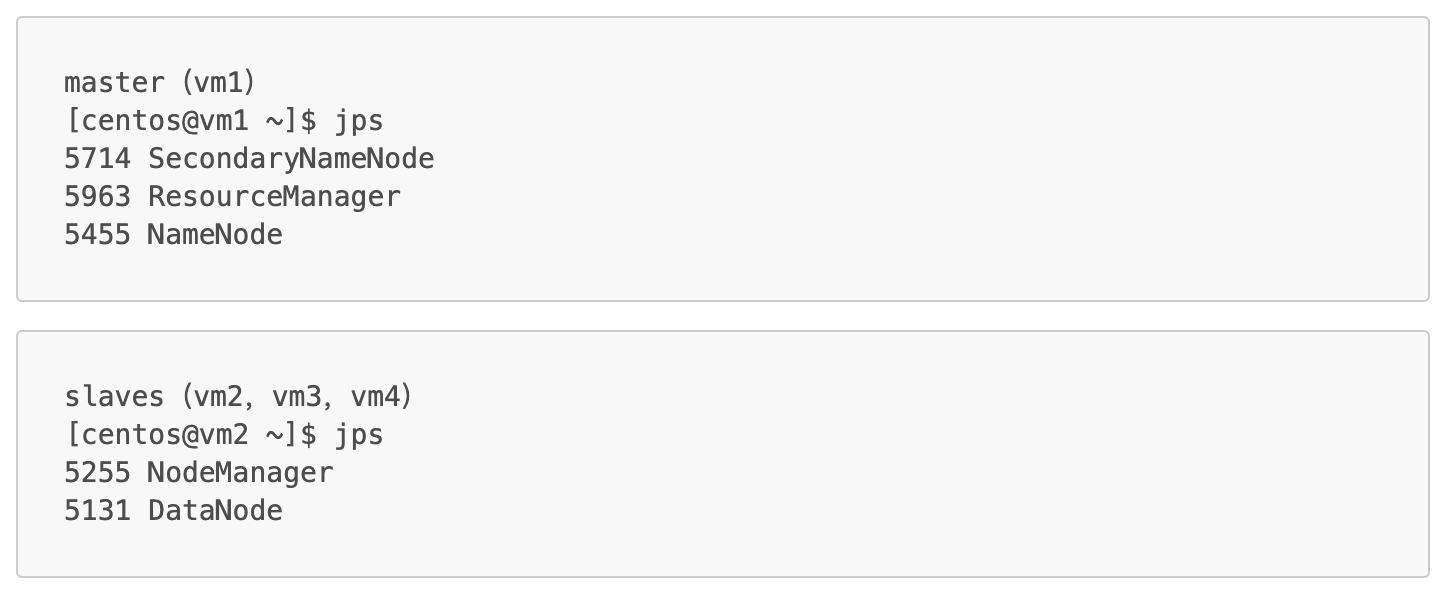 master (vm1)
[centos@vm1 ~]$ jps
5714 SecondaryNameNode
5963 ResourceManager
5455 NameNode
slaves (vm2, vm3, vm4)
[centos@vm2 ~]$ jps
5255 NodeManager
5131 DataNode